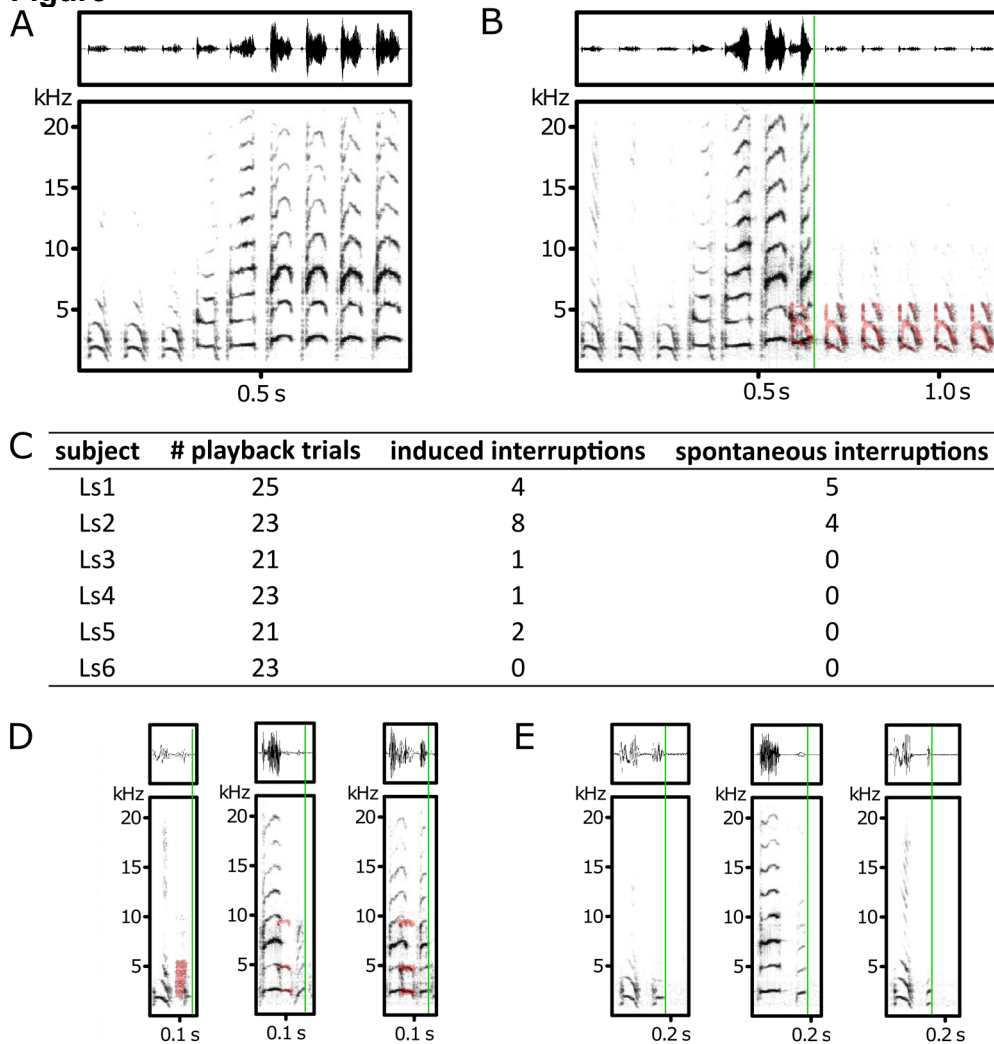 Figure
A
B
kHz
20
15
10
5
0.5 s
kHz
20
15
10
5
0.5 s
1.0 s
C
subject # playback trials induced interruptions spontaneous interruptions
Ls1 25 4 5
Ls2 23 8 4
Ls3 21 1 0
Ls4 23 1 0
Ls5 21 2 0
Ls6 23 0 0
D
kHz
20
15
10
5
0.1 s
kHz
20
15
10
5
0.1 s
kHz
20
15
10
5
0.1 s
E
kHz
20
15
10
5
0.2 s
kHz
20
15
10
5
0.2 s
kHz
20
15
10
5
0.2 s